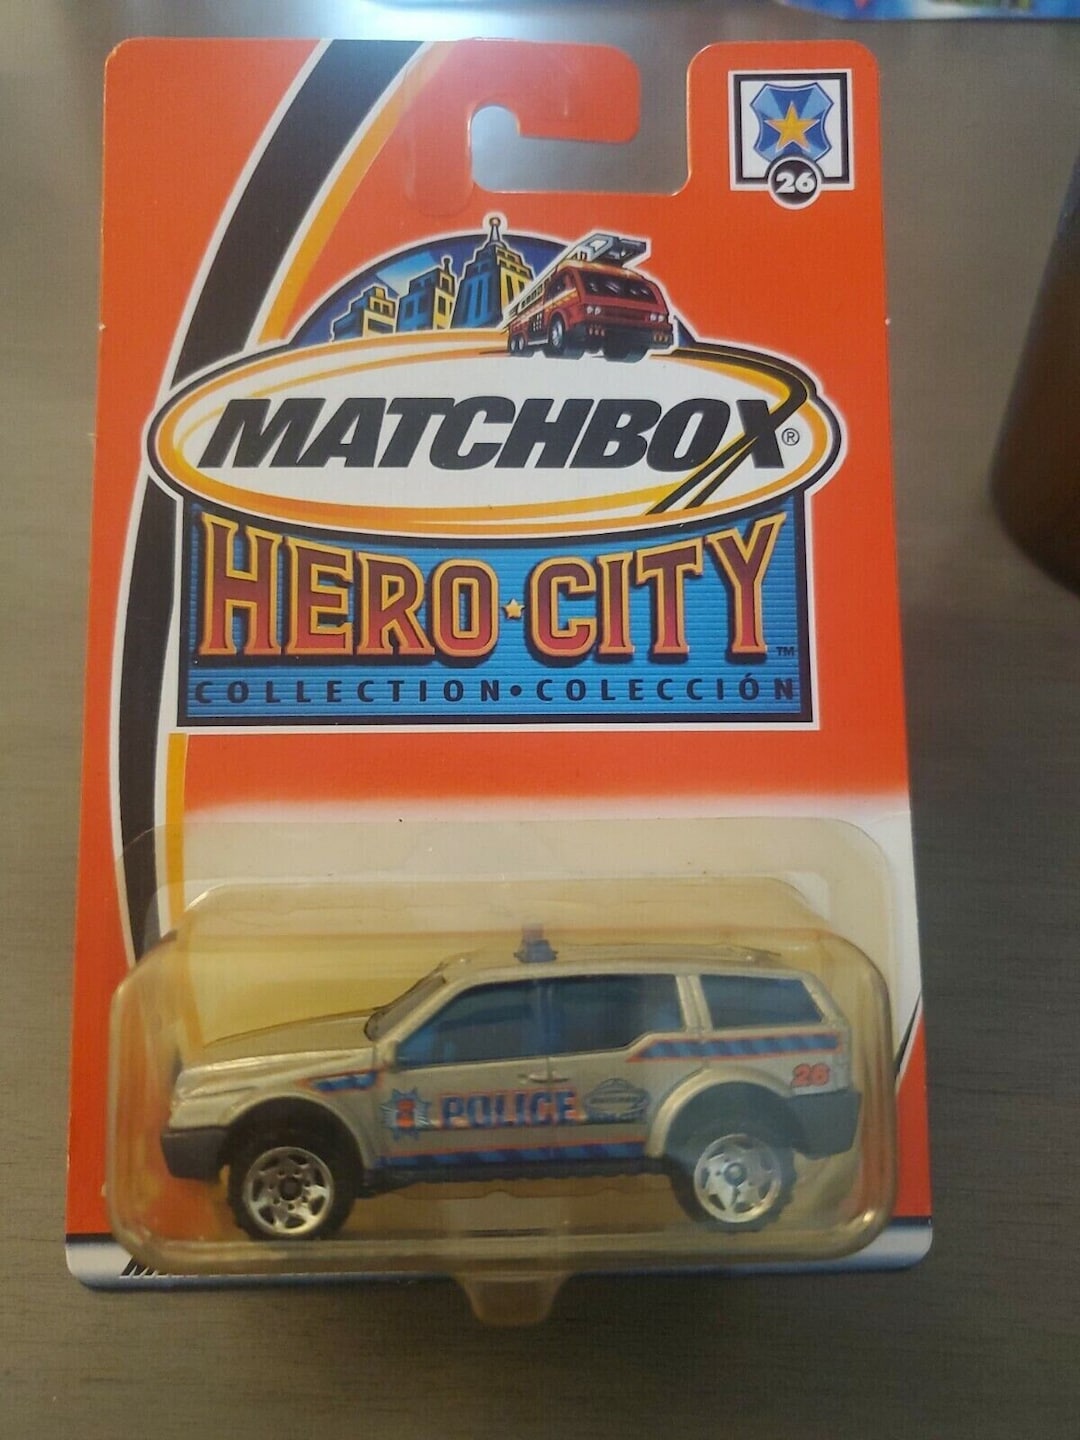 26
MATCHBOX®
HERO★CITY™
COLLECTION•COLECCIÓN
26
POLICE